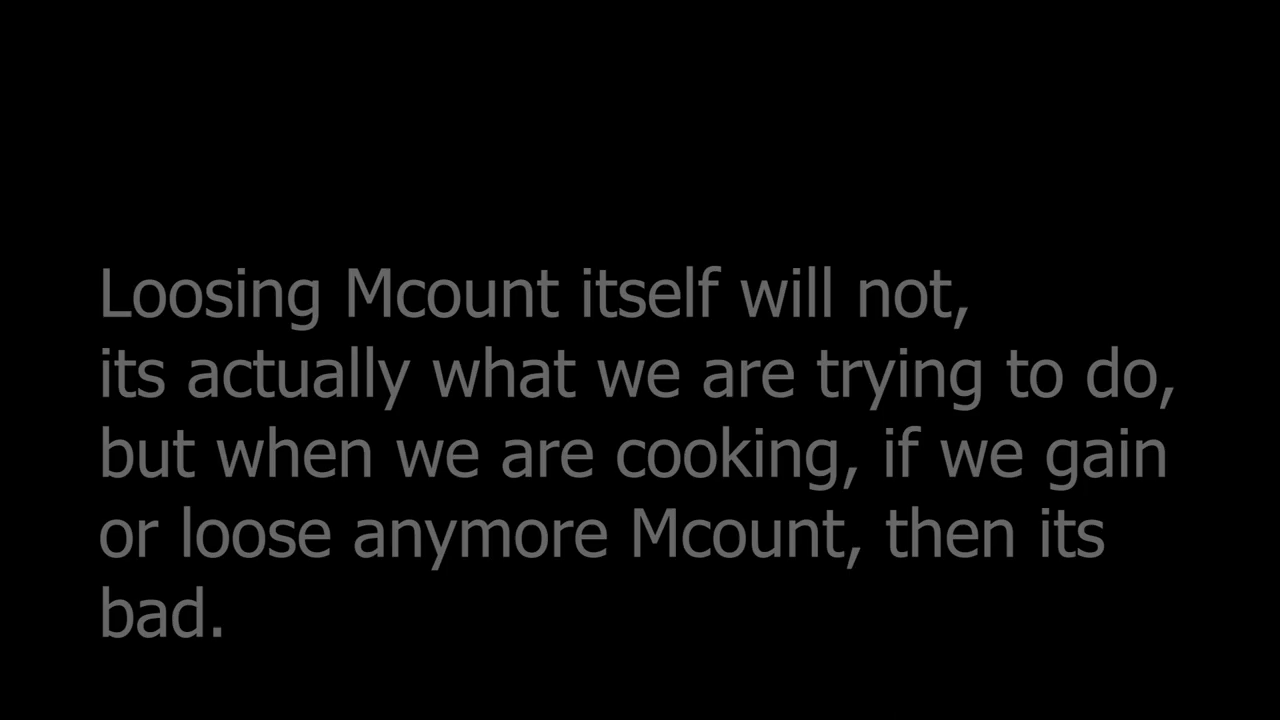 Loosing Mcount itself will not,
its actually what we are trying to do,
but when we are cooking, if we gain
or loose anymore Mcount, then its
bad.